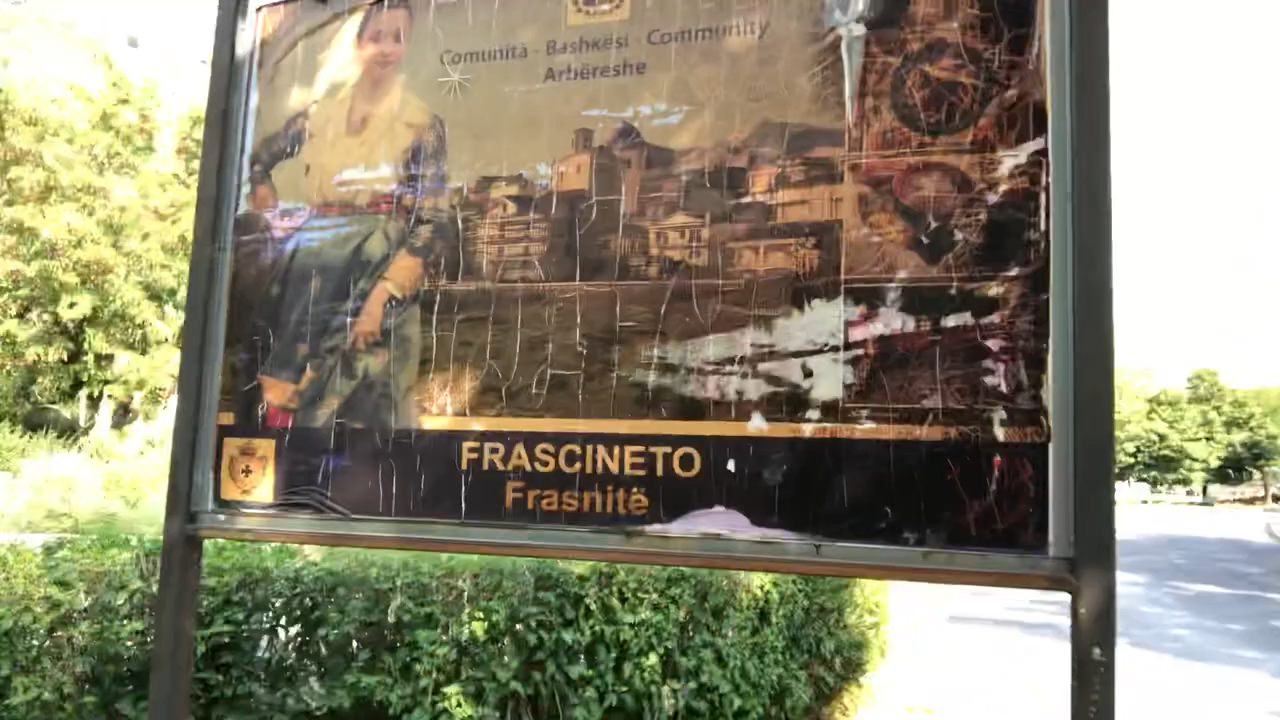 Comunità - Bashkësi - Community
Arbëreshe
FRASCINETO
Frasnitë